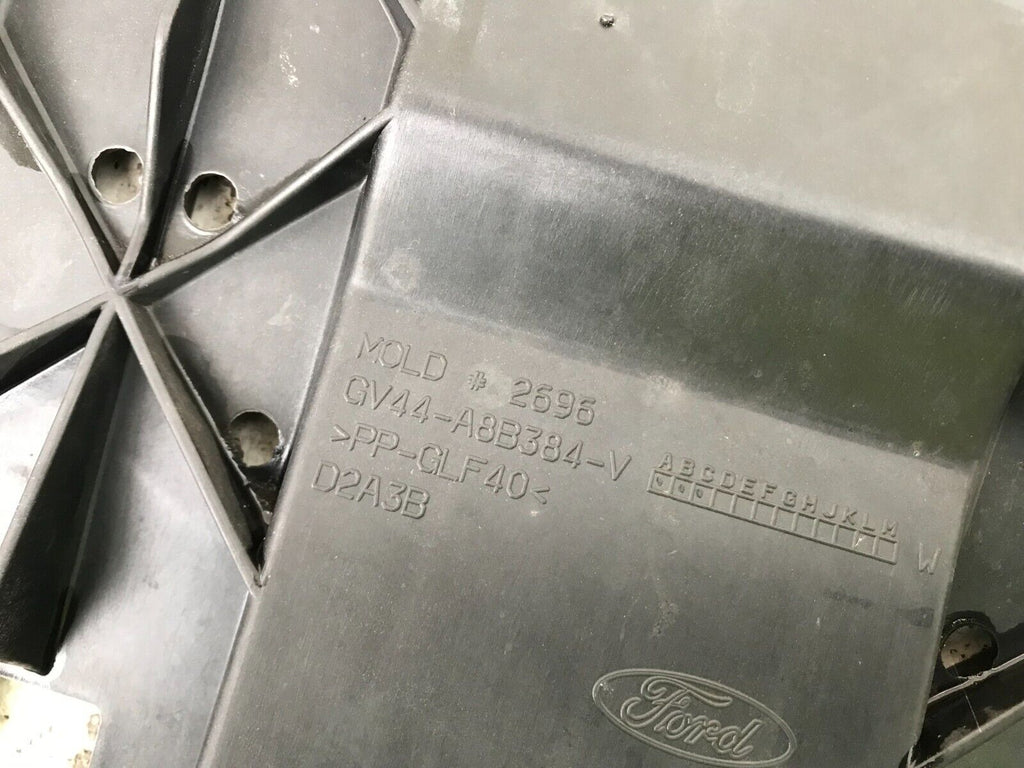 MOLD # 2696
GV44-A8B384-V
>PP-GLF40<
D2A3B
ABCDEFGHJKLM
W
Ford